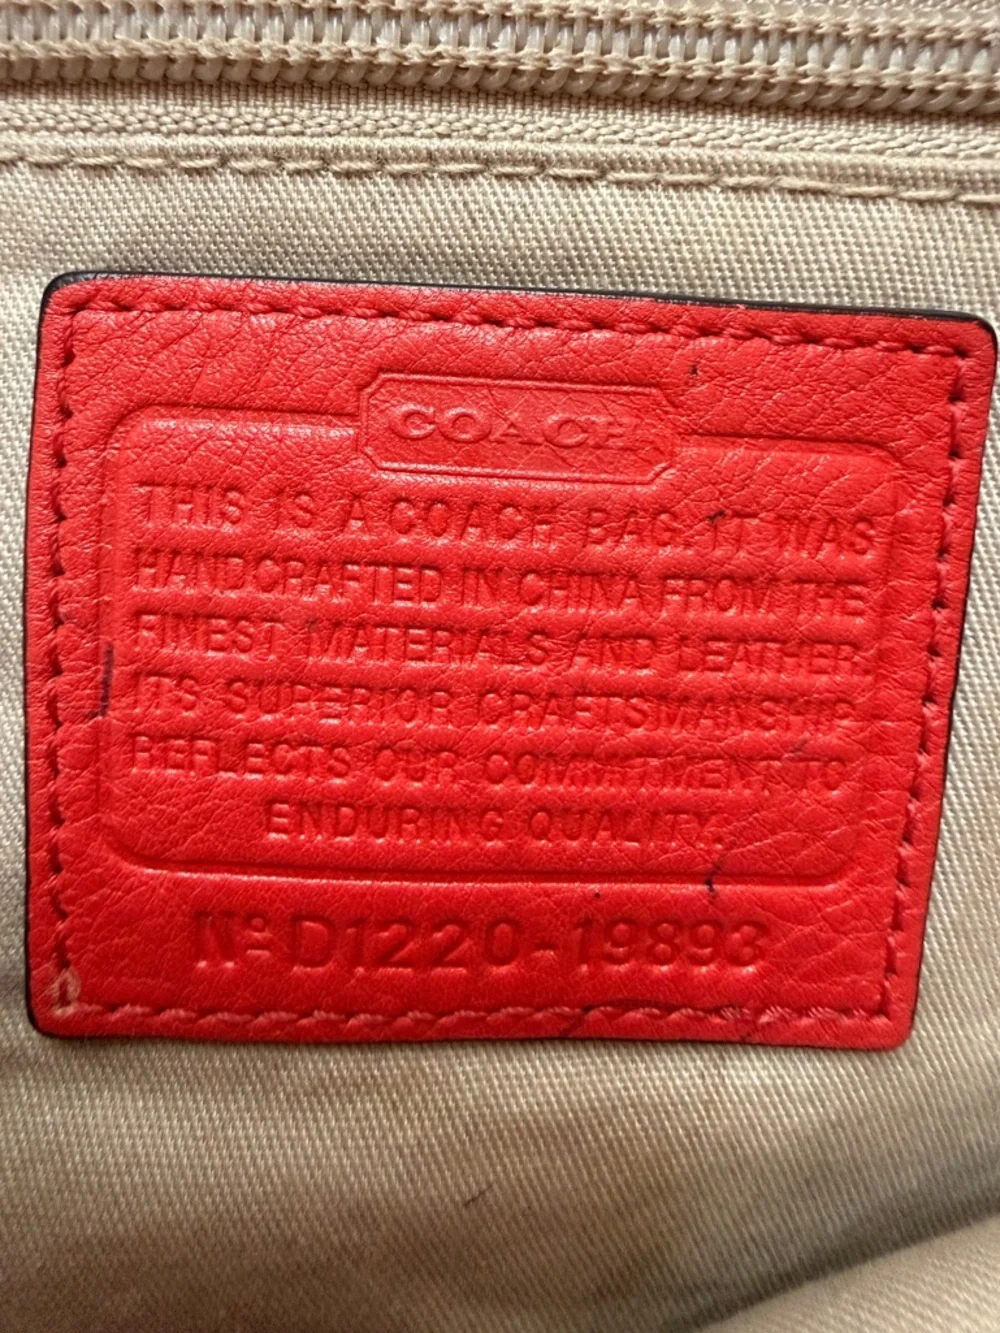 COACH
THIS IS A COACH BAG. IT WAS
HANDCRAFTED IN CHINA FROM THE
FINEST MATERIALS AND LEATHER.
ITS SUPERIOR CRAFTSMANSHIP
REFLECTS OUR COMMITMENT TO
ENDURING QUALITY.
Nº D1220-19893